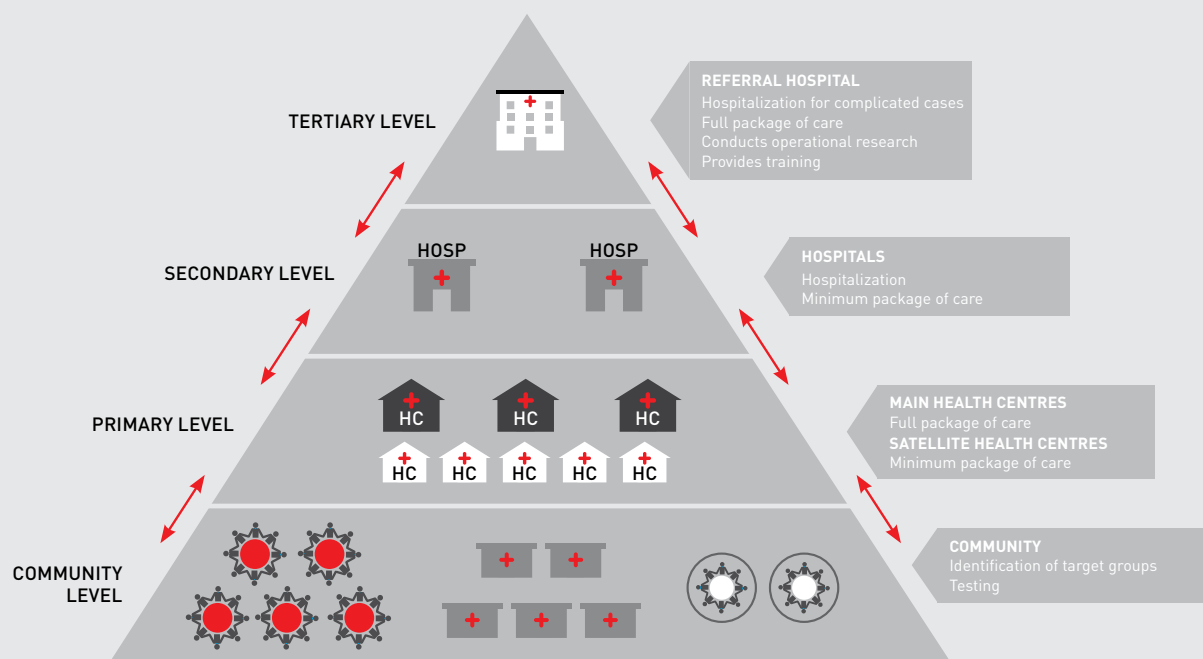 TERTIARY LEVEL
REFERRAL HOSPITAL
Hospitalization for complicated cases
Full package of care
Conducts operational research
Provides training
SECONDARY LEVEL
HOSP
HOSP
HOSPITALS
Hospitalization
Minimum package of care
PRIMARY LEVEL
HC
HC
HC
HC
HC
HC
HC
HC
MAIN HEALTH CENTRES
Full package of care
SATELLITE HEALTH CENTRES
Minimum package of care
COMMUNITY
LEVEL
COMMUNITY
Identification of target groups
Testing